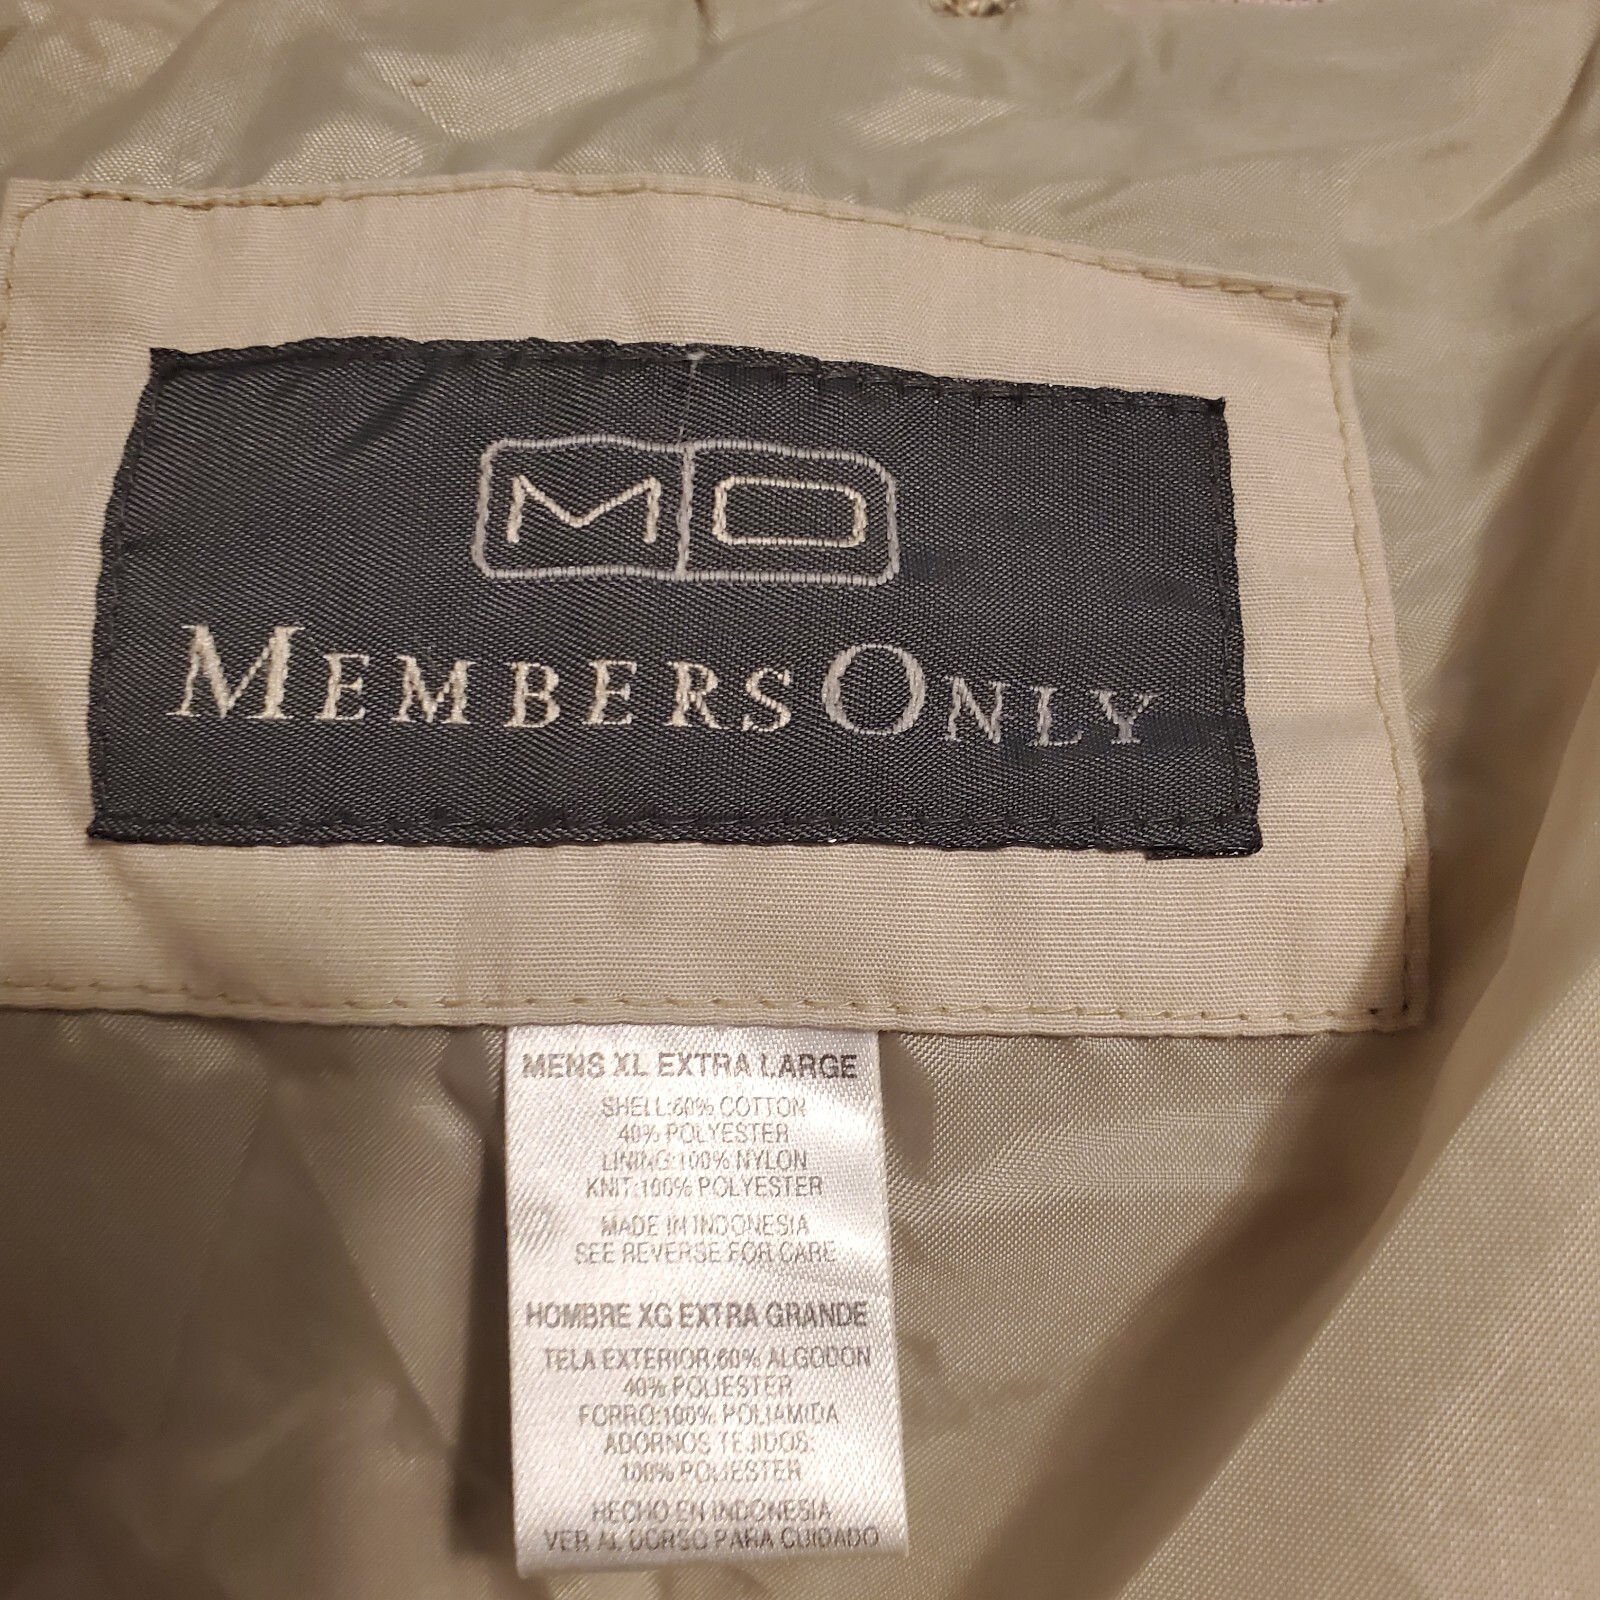 MO
MEMBERSONLY
MENS XL EXTRA LARGE
SHELL:60% COTTON
40% POLYESTER
LINING:100% NYLON
KNIT:100% POLYESTER
MADE IN INDONESIA
SEE REVERSE FOR CARE
HOMBRE XG EXTRA GRANDE
TELA EXTERIOR:60% ALGODON
40% POLIESTER
FORRO:100% POLIAMIDA
ADORNOS TEJIDOS:
100% POLIESTER
HECHO EN INDONESIA
VER AL DORSO PARA CUIDADO